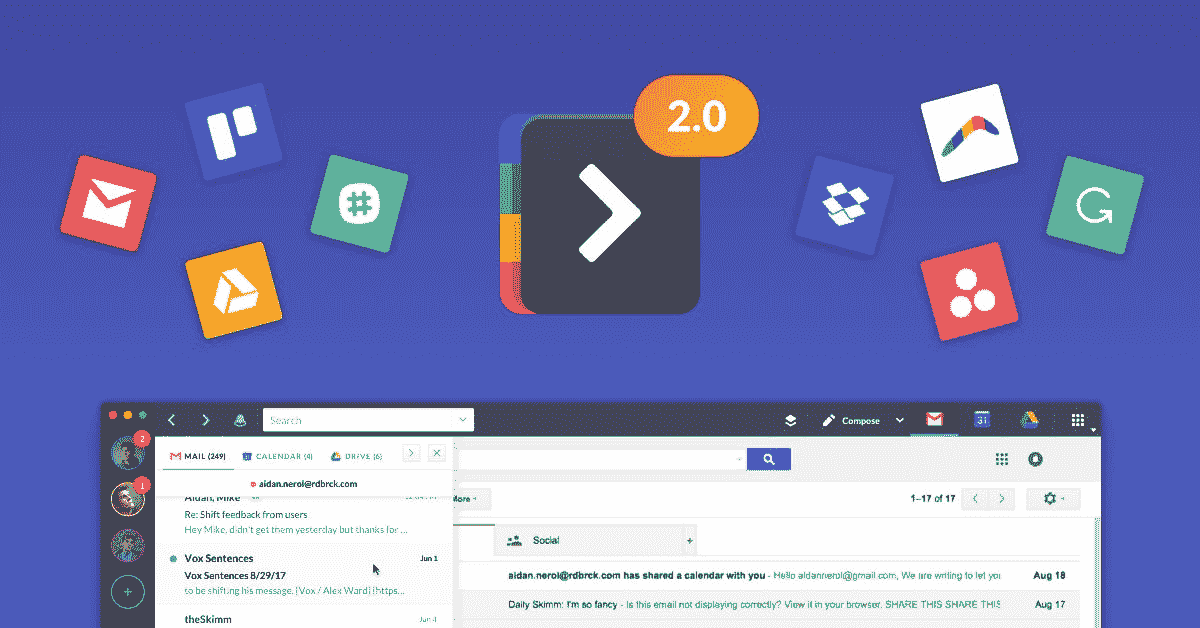 2.0
#
2
1
Search
Compose
31
MAIL (249)
CALENDAR (4)
DRIVE (6)
aidan.nerol@rdbrck.com
Aidan, Mike
Re: Shift feedback from users
Hey Mike, didn't get them yesterday but thanks for ...
Vox Sentences
Jun 1
Vox Sentences 8/29/17
to be shifting his message. [Vox / Alex Ward] [https...
theSkimm
Jun 4
More
1–17 of 17
Social
+
aidan.nerol@rdbrck.com has shared a calendar with you - Hello aidannerol@gmail.com, We are writing to let you
Aug 18
Daily Skimm: I'm so fancy - Is this email not displaying correctly? View it in your browser. SHARE THIS SHARE THIS
Aug 17